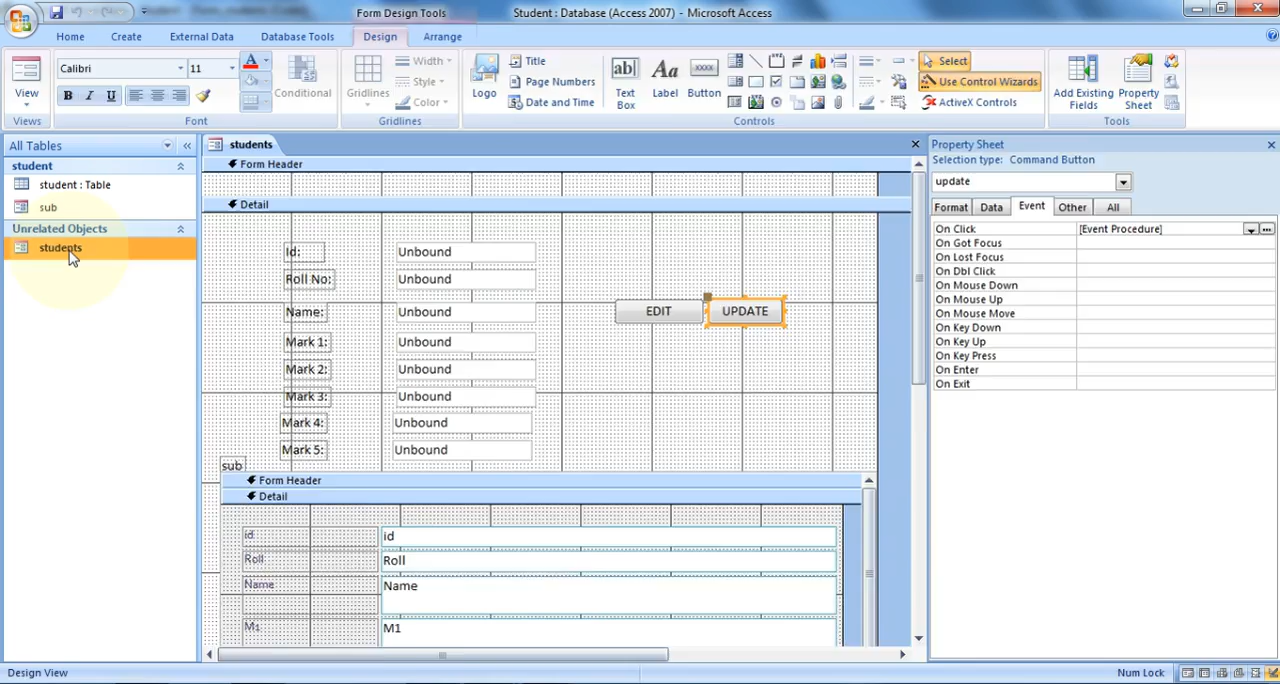 Form Design Tools
Student : Database (Access 2007) - Microsoft Access
Home
Create
External Data
Database Tools
Design
Arrange
View
Views
Calibri
11
B I U
Conditional
Font
Gridlines
Width
Style
Color
Gridlines
Logo
Title
Page Numbers
Date and Time
ab|
Text Box
Aa
Label
xxxx
Button
Select
Use Control Wizards
ActiveX Controls
Controls
Add Existing Fields
Property Sheet
Tools
All Tables
student
student : Table
sub
Unrelated Objects
students
students
Form Header
Detail
Id: Unbound
Roll No: Unbound
Name: Unbound
EDIT
UPDATE
Mark 1: Unbound
Mark 2: Unbound
Mark 3: Unbound
Mark 4: Unbound
Mark 5: Unbound
sub
Form Header
Detail
id id
Roll Roll
Name Name
M1 M1
Property Sheet
Selection type: Command Button
update
Format
Data
Event
Other
All
On Click [Event Procedure]
On Got Focus
On Lost Focus
On Dbl Click
On Mouse Down
On Mouse Up
On Mouse Move
On Key Down
On Key Up
On Key Press
On Enter
On Exit
Design View
Num Lock